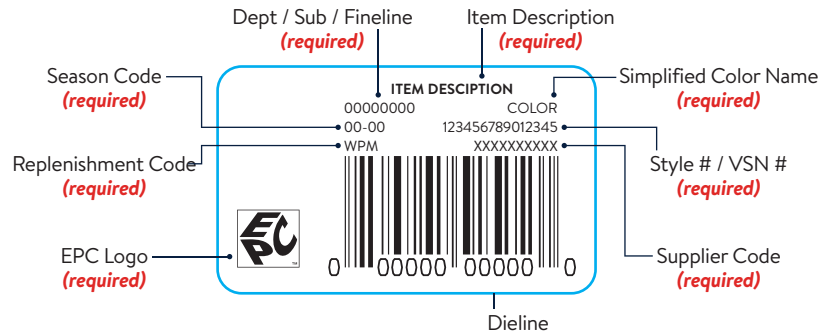 Dept / Sub / Fineline
(required)
Item Description
(required)
Season Code
(required)
Simplified Color Name
(required)
ITEM DESCIPTION
00000000 COLOR
00-00 123456789012345
WPM XXXXXXXXXX
Replenishment Code
(required)
Style # / VSN #
(required)
EPC
™
EPC Logo
(required)
Supplier Code
(required)
0 00000 00000 0
Dieline